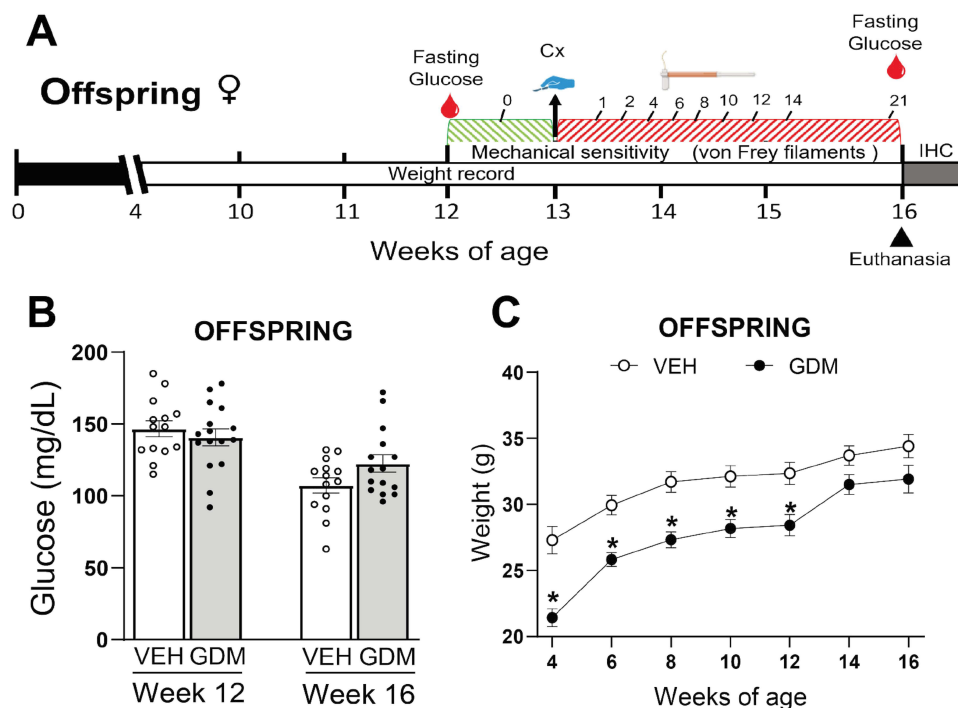 A
Offspring ♀
Fasting
Glucose
Cx
Fasting
Glucose
0
1 2 4 6 8 10 12 14 21
Mechanical sensitivity (von Frey filaments )
IHC
Weight record
0 4 10 11 12 13 14 15 16
Weeks of age
Euthanasia
B
OFFSPRING
Glucose (mg/dL)
200
150
100
50
0
VEH GDM VEH GDM
Week 12 Week 16
C
OFFSPRING
VEH GDM
Weight (g)
40
35
30
25
20
* * * * *
4 6 8 10 12 14 16
Weeks of age